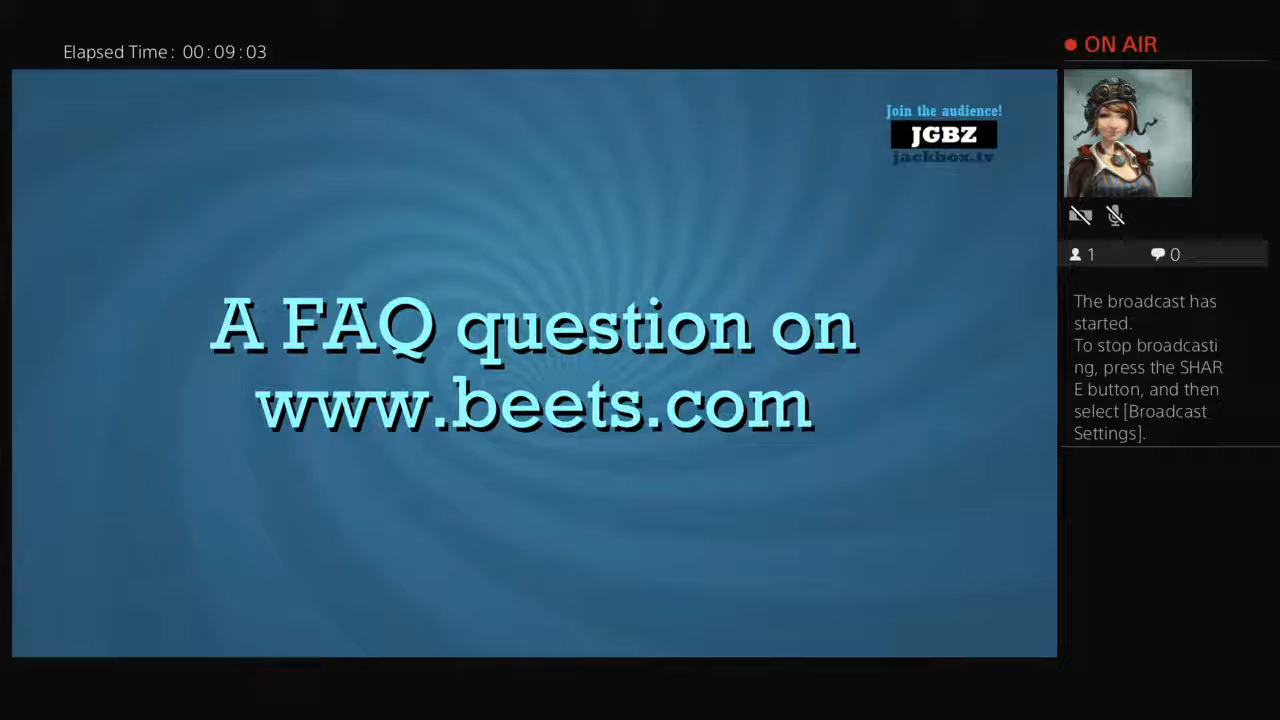 Elapsed Time: 00:09:03
ON AIR
Join the audience!
JGBZ
jackbox.tv
A FAQ question on
www.beets.com
1
0
The broadcast has
started.
To stop broadcasti
ng, press the SHAR
E button, and then
select [Broadcast
Settings].